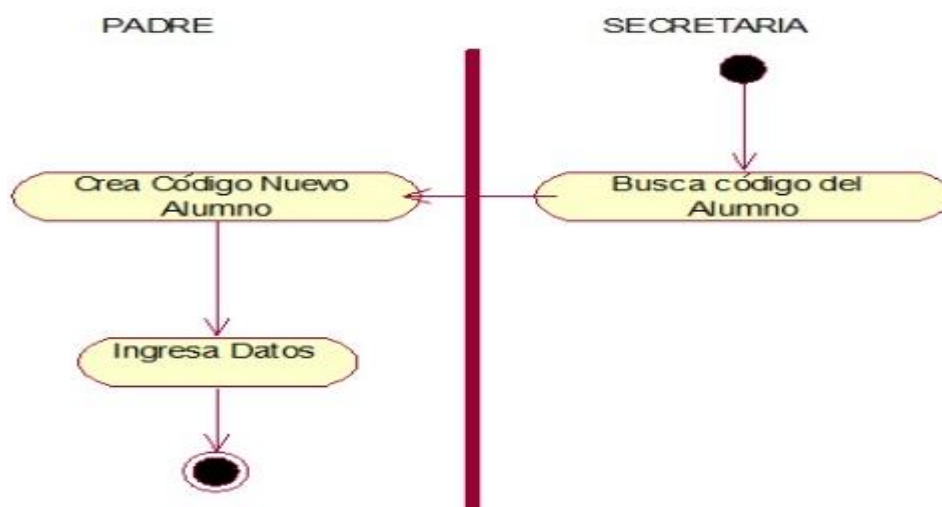 PADRE
SECRETARIA
Crea Código Nuevo
Alumno
Busca código del
Alumno
Ingresa Datos